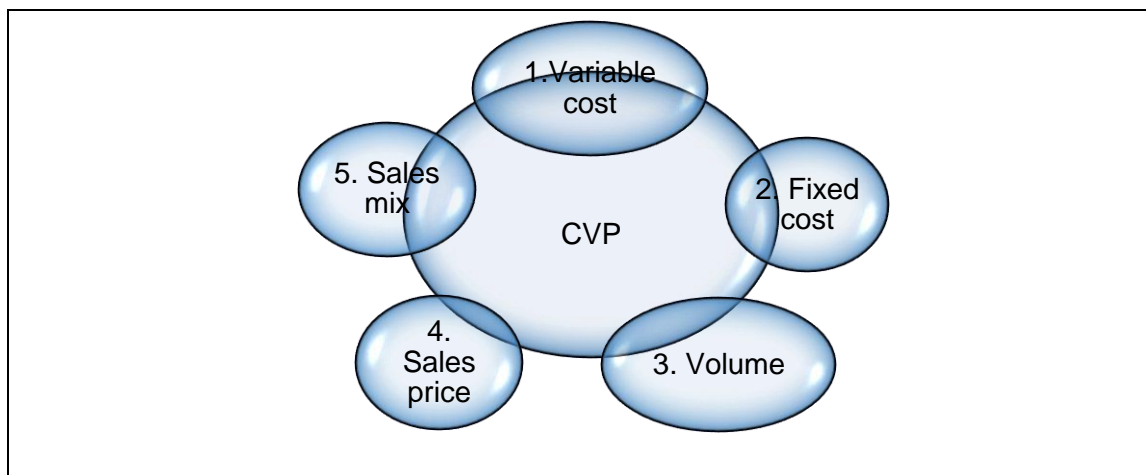 1.Variable
cost
5. Sales
mix
2. Fixed
cost
CVP
4.
Sales
price
3. Volume